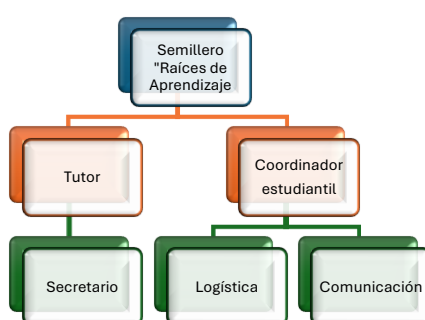 Semillero
"Raíces de
Aprendizaje
Tutor
Coordinador
estudiantil
Secretario
Logística
Comunicación